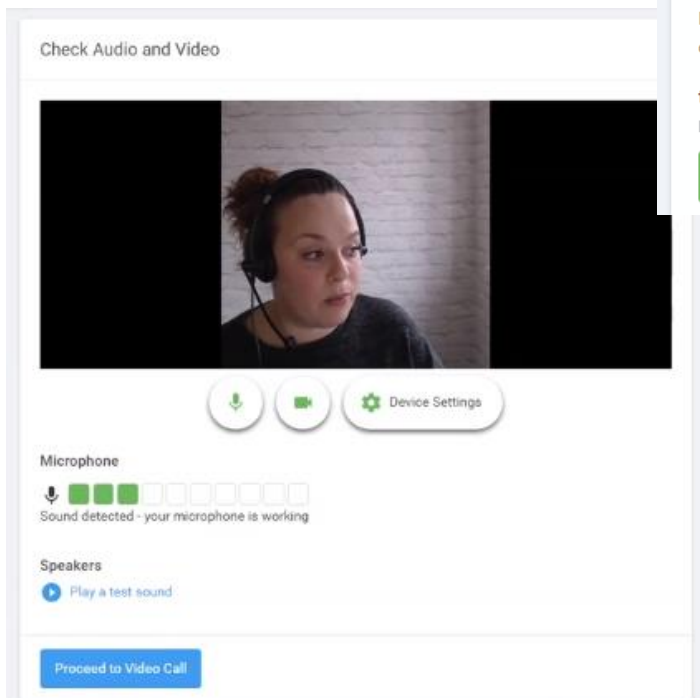 Check Audio and Video
Device Settings
Microphone
Sound detected - your microphone is working
Speakers
Play a test sound
Proceed to Video Call